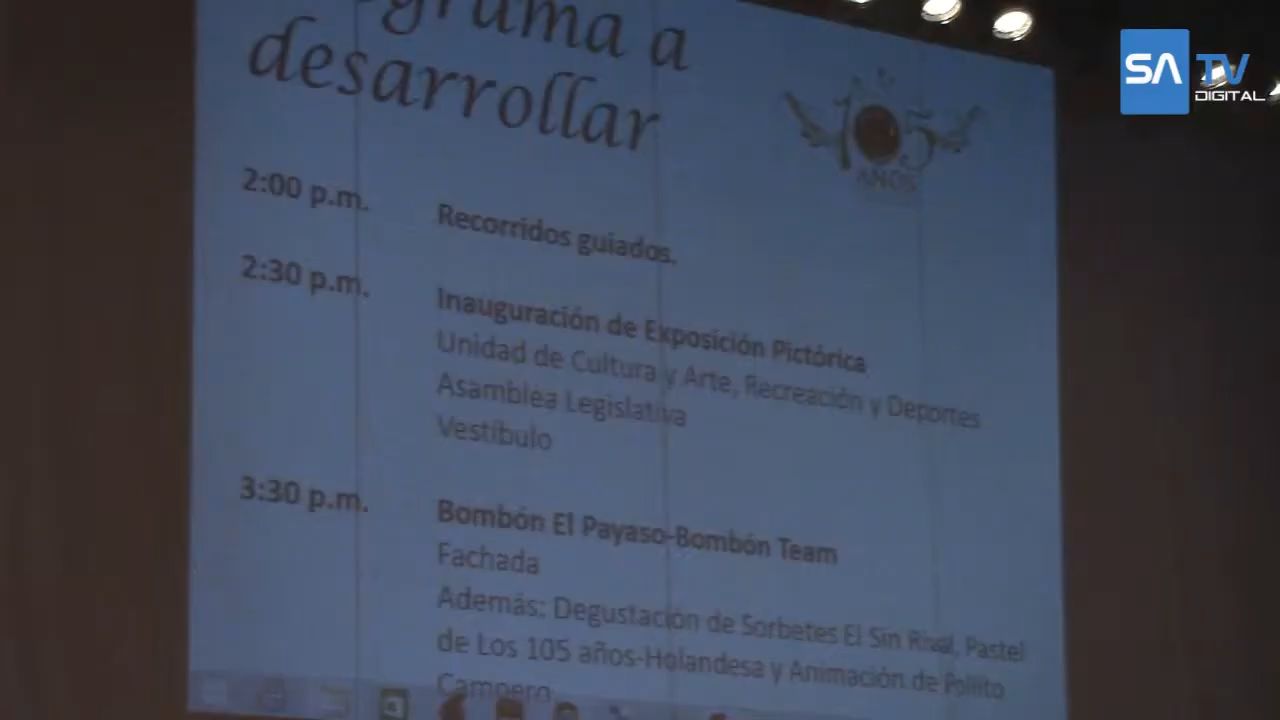 SA TV
DIGITAL
grama a
desarrollar
105
AÑOS
2:00 p.m. Recorridos guiados.
2:30 p.m. Inauguración de Exposición Pictórica
Unidad de Cultura y Arte, Recreación y Deportes
Asamblea Legislativa
Vestíbulo
3:30 p.m. Bombón El Payaso-Bombón Team
Fachada
Además: Degustación de Sorbetes El Sin Rival, Pastel
de Los 105 años-Holandesa y Animación de Pollito
Campero